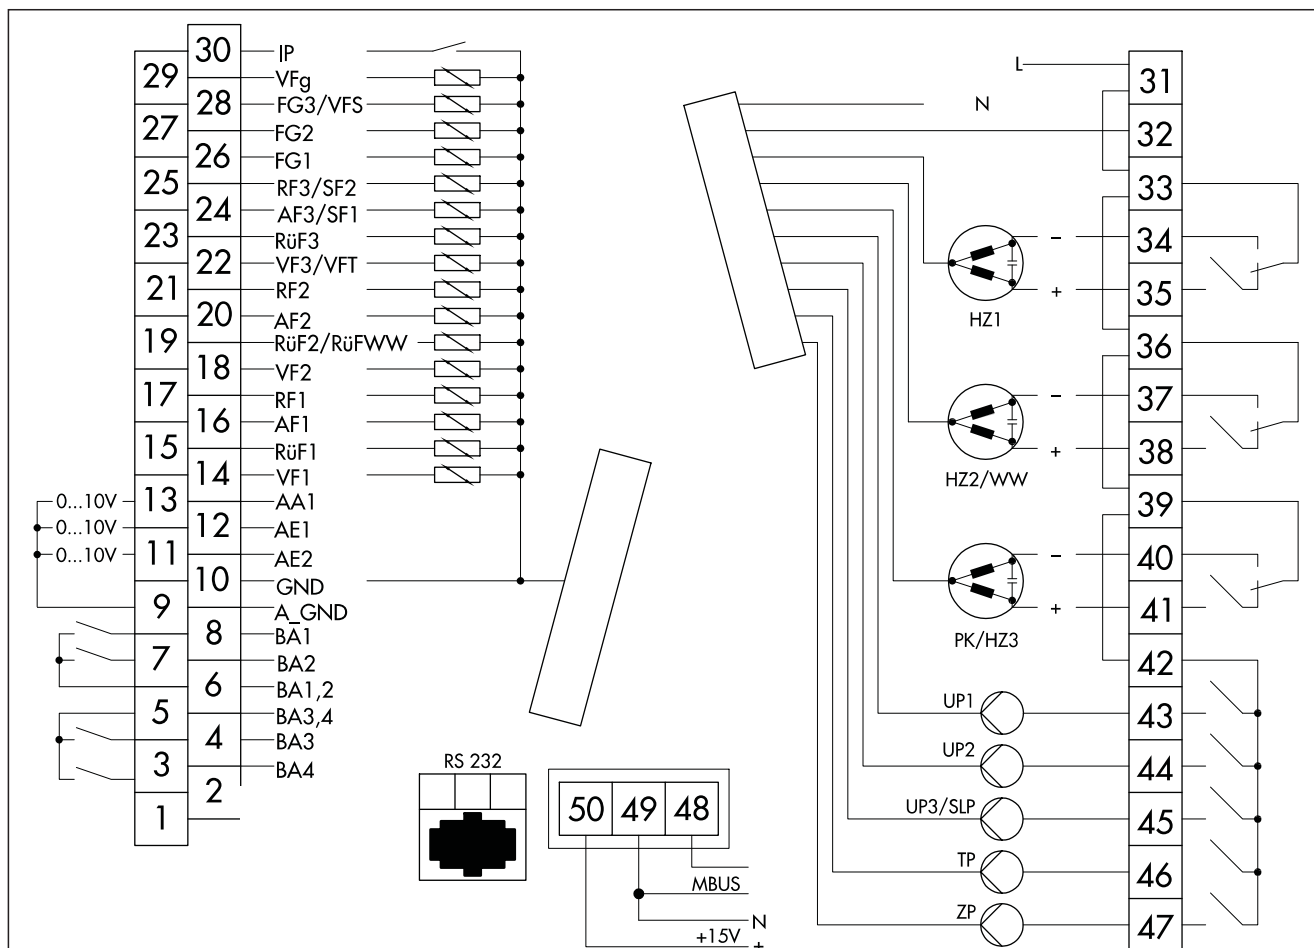 30 IP
29 VFg
28 FG3/VFS
27 FG2
26 FG1
25 RF3/SF2
24 AF3/SF1
23 RüF3
22 VF3/VFT
21 RF2
20 AF2
19 RüF2/RüFWW
18 VF2
17 RF1
16 AF1
15 RüF1
14 VF1
0...10V 13 AA1
0...10V 12 AE1
0...10V 11 AE2
10 GND
9 A_GND
8 BA1
7 BA2
6 BA1,2
5 BA3,4
4 BA3
3 BA4
2
1
RS 232
50 49 48
MBUS
N
+15V +
L 31
N
32
33
− 34
+ 35
HZ1
36
− 37
+ 38
HZ2/WW
39
− 40
+ 41
PK/HZ3
42
UP1 43
UP2 44
UP3/SLP 45
TP 46
ZP 47